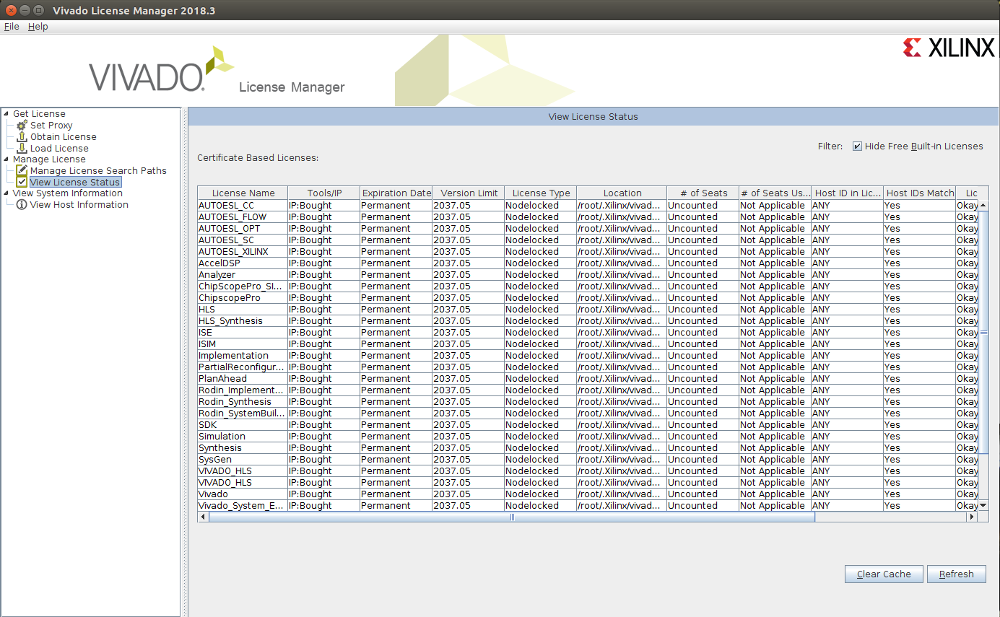 Vivado License Manager 2018.3
File Help
VIVADO. License Manager
XILINX
Get License
Set Proxy
Obtain License
Load License
Manage License
Manage License Search Paths
View License Status
View System Information
View Host Information
View License Status
Filter: Hide Free Built-in Licenses
Certificate Based Licenses:
License Name Tools/IP Expiration Date Version Limit License Type Location # of Seats # of Seats Us... Host ID in Lic... Host IDs Match Lic
AUTOESL_CC IP:Bought Permanent 2037.05 Nodelocked /root/.Xilinx/vivad... Uncounted Not Applicable ANY Yes Okay
AUTOESL_FLOW IP:Bought Permanent 2037.05 Nodelocked /root/.Xilinx/vivad... Uncounted Not Applicable ANY Yes Okay
AUTOESL_OPT IP:Bought Permanent 2037.05 Nodelocked /root/.Xilinx/vivad... Uncounted Not Applicable ANY Yes Okay
AUTOESL_SC IP:Bought Permanent 2037.05 Nodelocked /root/.Xilinx/vivad... Uncounted Not Applicable ANY Yes Okay
AUTOESL_XILINX IP:Bought Permanent 2037.05 Nodelocked /root/.Xilinx/vivad... Uncounted Not Applicable ANY Yes Okay
AccelDSP IP:Bought Permanent 2037.05 Nodelocked /root/.Xilinx/vivad... Uncounted Not Applicable ANY Yes Okay
Analyzer IP:Bought Permanent 2037.05 Nodelocked /root/.Xilinx/vivad... Uncounted Not Applicable ANY Yes Okay
ChipScopePro_SI... IP:Bought Permanent 2037.05 Nodelocked /root/.Xilinx/vivad... Uncounted Not Applicable ANY Yes Okay
ChipscopePro IP:Bought Permanent 2037.05 Nodelocked /root/.Xilinx/vivad... Uncounted Not Applicable ANY Yes Okay
HLS IP:Bought Permanent 2037.05 Nodelocked /root/.Xilinx/vivad... Uncounted Not Applicable ANY Yes Okay
HLS_Synthesis IP:Bought Permanent 2037.05 Nodelocked /root/.Xilinx/vivad... Uncounted Not Applicable ANY Yes Okay
ISE IP:Bought Permanent 2037.05 Nodelocked /root/.Xilinx/vivad... Uncounted Not Applicable ANY Yes Okay
ISIM IP:Bought Permanent 2037.05 Nodelocked /root/.Xilinx/vivad... Uncounted Not Applicable ANY Yes Okay
Implementation IP:Bought Permanent 2037.05 Nodelocked /root/.Xilinx/vivad... Uncounted Not Applicable ANY Yes Okay
PartialReconfigur... IP:Bought Permanent 2037.05 Nodelocked /root/.Xilinx/vivad... Uncounted Not Applicable ANY Yes Okay
PlanAhead IP:Bought Permanent 2037.05 Nodelocked /root/.Xilinx/vivad... Uncounted Not Applicable ANY Yes Okay
Rodin_Implement... IP:Bought Permanent 2037.05 Nodelocked /root/.Xilinx/vivad... Uncounted Not Applicable ANY Yes Okay
Rodin_Synthesis IP:Bought Permanent 2037.05 Nodelocked /root/.Xilinx/vivad... Uncounted Not Applicable ANY Yes Okay
Rodin_SystemBuil... IP:Bought Permanent 2037.05 Nodelocked /root/.Xilinx/vivad... Uncounted Not Applicable ANY Yes Okay
SDK IP:Bought Permanent 2037.05 Nodelocked /root/.Xilinx/vivad... Uncounted Not Applicable ANY Yes Okay
Simulation IP:Bought Permanent 2037.05 Nodelocked /root/.Xilinx/vivad... Uncounted Not Applicable ANY Yes Okay
Synthesis IP:Bought Permanent 2037.05 Nodelocked /root/.Xilinx/vivad... Uncounted Not Applicable ANY Yes Okay
SysGen IP:Bought Permanent 2037.05 Nodelocked /root/.Xilinx/vivad... Uncounted Not Applicable ANY Yes Okay
VIVADO_HLS IP:Bought Permanent 2037.05 Nodelocked /root/.Xilinx/vivad... Uncounted Not Applicable ANY Yes Okay
VIVADO_HLS IP:Bought Permanent 2037.05 Nodelocked /root/.Xilinx/vivad... Uncounted Not Applicable ANY Yes Okay
Vivado IP:Bought Permanent 2037.05 Nodelocked /root/.Xilinx/vivad... Uncounted Not Applicable ANY Yes Okay
Vivado_System_E... IP:Bought Permanent 2037.05 Nodelocked /root/.Xilinx/vivad... Uncounted Not Applicable ANY Yes Okay
Clear Cache Refresh